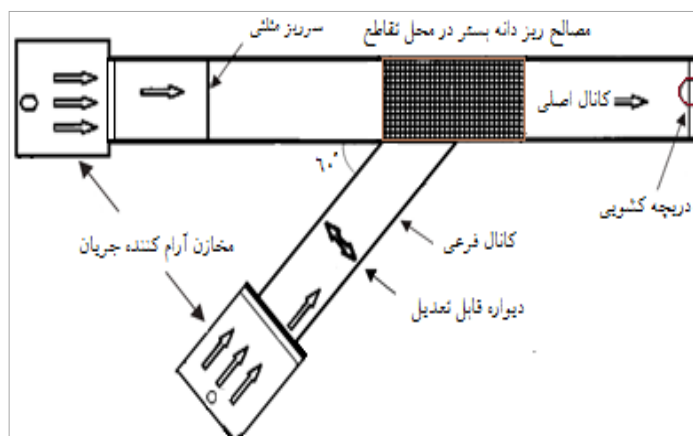 مصالح ریز دانه بستر در محل تقاطع
سرریز مثلثی
کانال اصلی
۶۰°
دریچه کشویی
کانال فرعی
مخازن آرام کننده جریان
دیواره قابل تعدیل